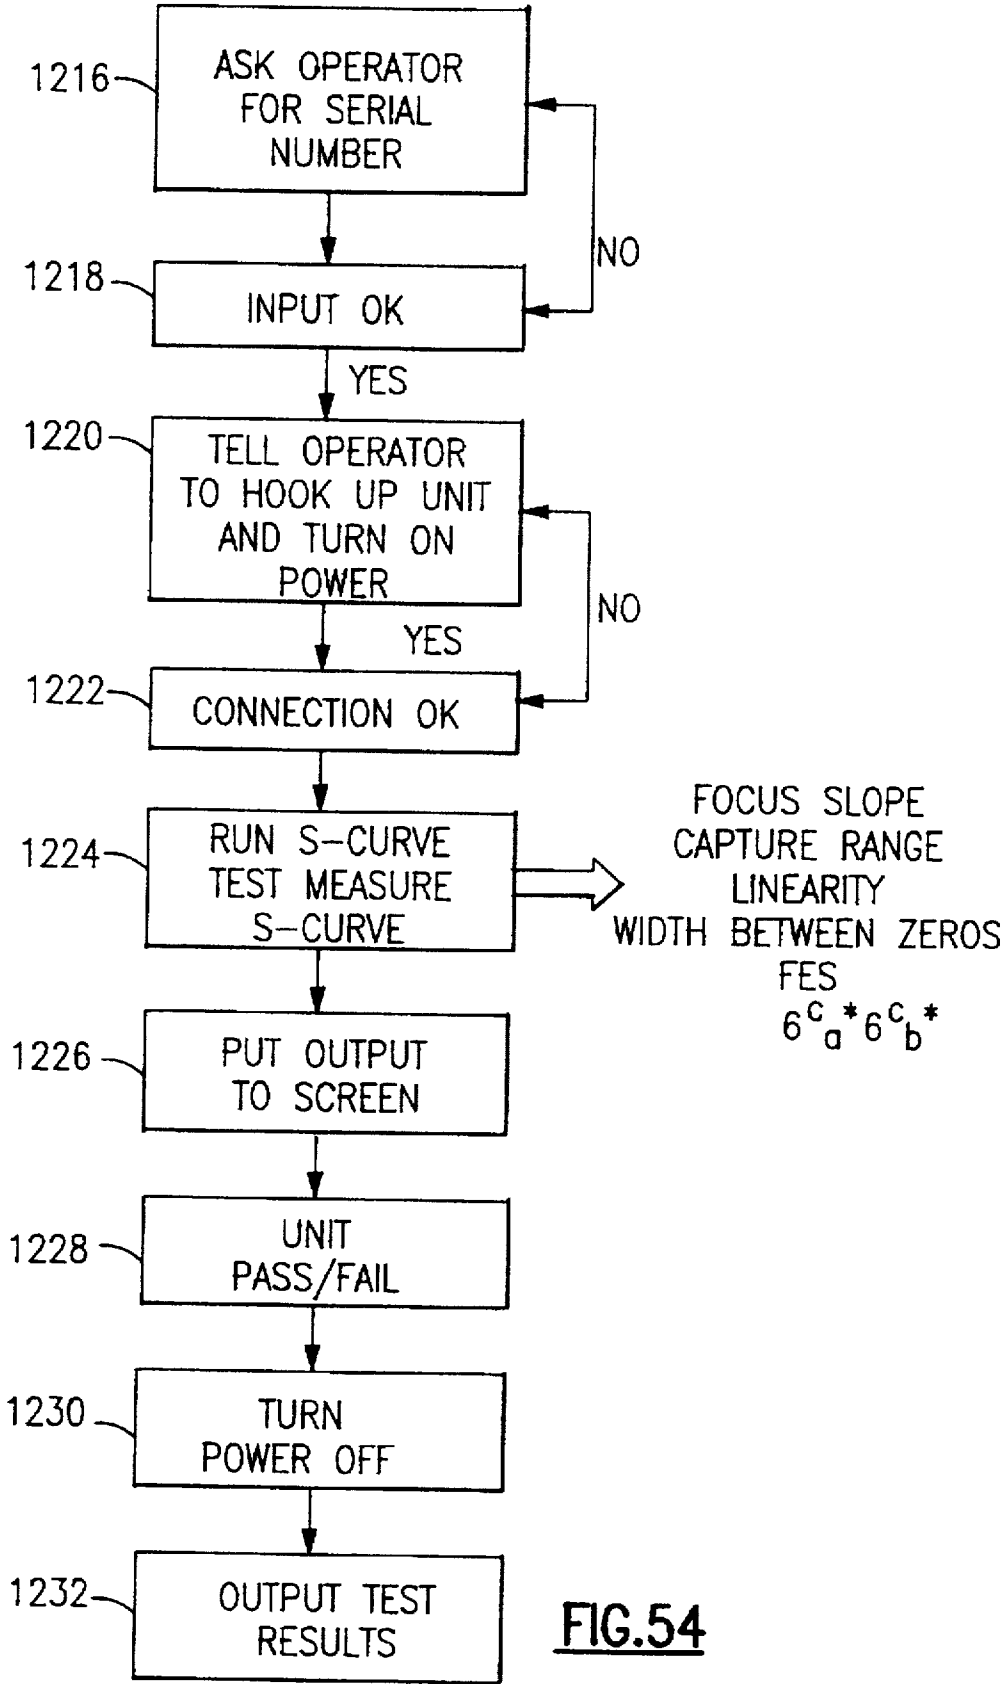 1216
ASK OPERATOR
FOR SERIAL
NUMBER
NO
1218
INPUT OK
YES
1220
TELL OPERATOR
TO HOOK UP UNIT
AND TURN ON
POWER
NO
YES
1222
CONNECTION OK
1224
RUN S-CURVE
TEST MEASURE
S-CURVE
FOCUS SLOPE
CAPTURE RANGE
LINEARITY
WIDTH BETWEEN ZEROS
FES
6ᶜₐ* 6ᶜb*
1226
PUT OUTPUT
TO SCREEN
1228
UNIT
PASS/FAIL
1230
TURN
POWER OFF
1232
OUTPUT TEST
RESULTS
FIG.54